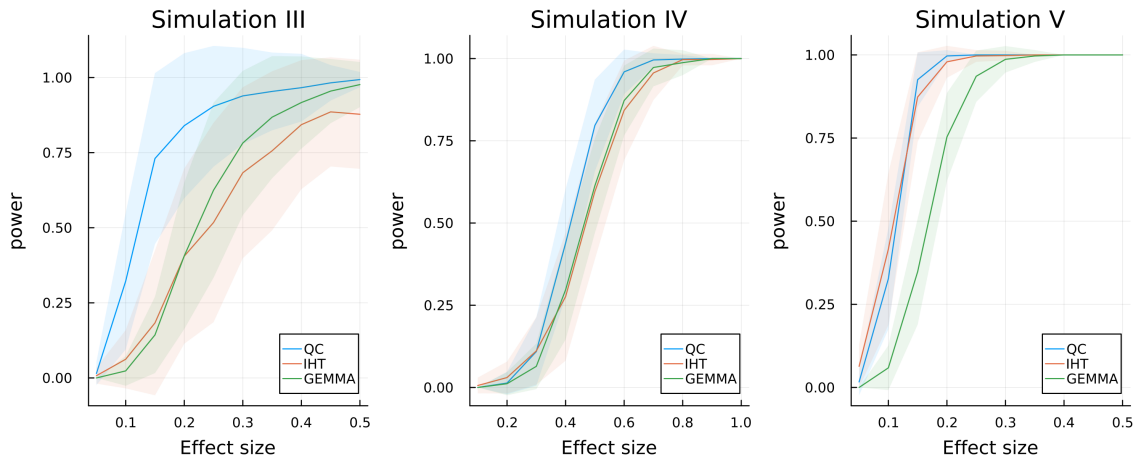 Simulation III
power
1.00
0.75
0.50
0.25
0.00
0.1 0.2 0.3 0.4 0.5
Effect size
QC
IHT
GEMMA
Simulation IV
power
1.00
0.75
0.50
0.25
0.00
0.2 0.4 0.6 0.8 1.0
Effect size
QC
IHT
GEMMA
Simulation V
power
1.00
0.75
0.50
0.25
0.00
0.1 0.2 0.3 0.4 0.5
Effect size
QC
IHT
GEMMA